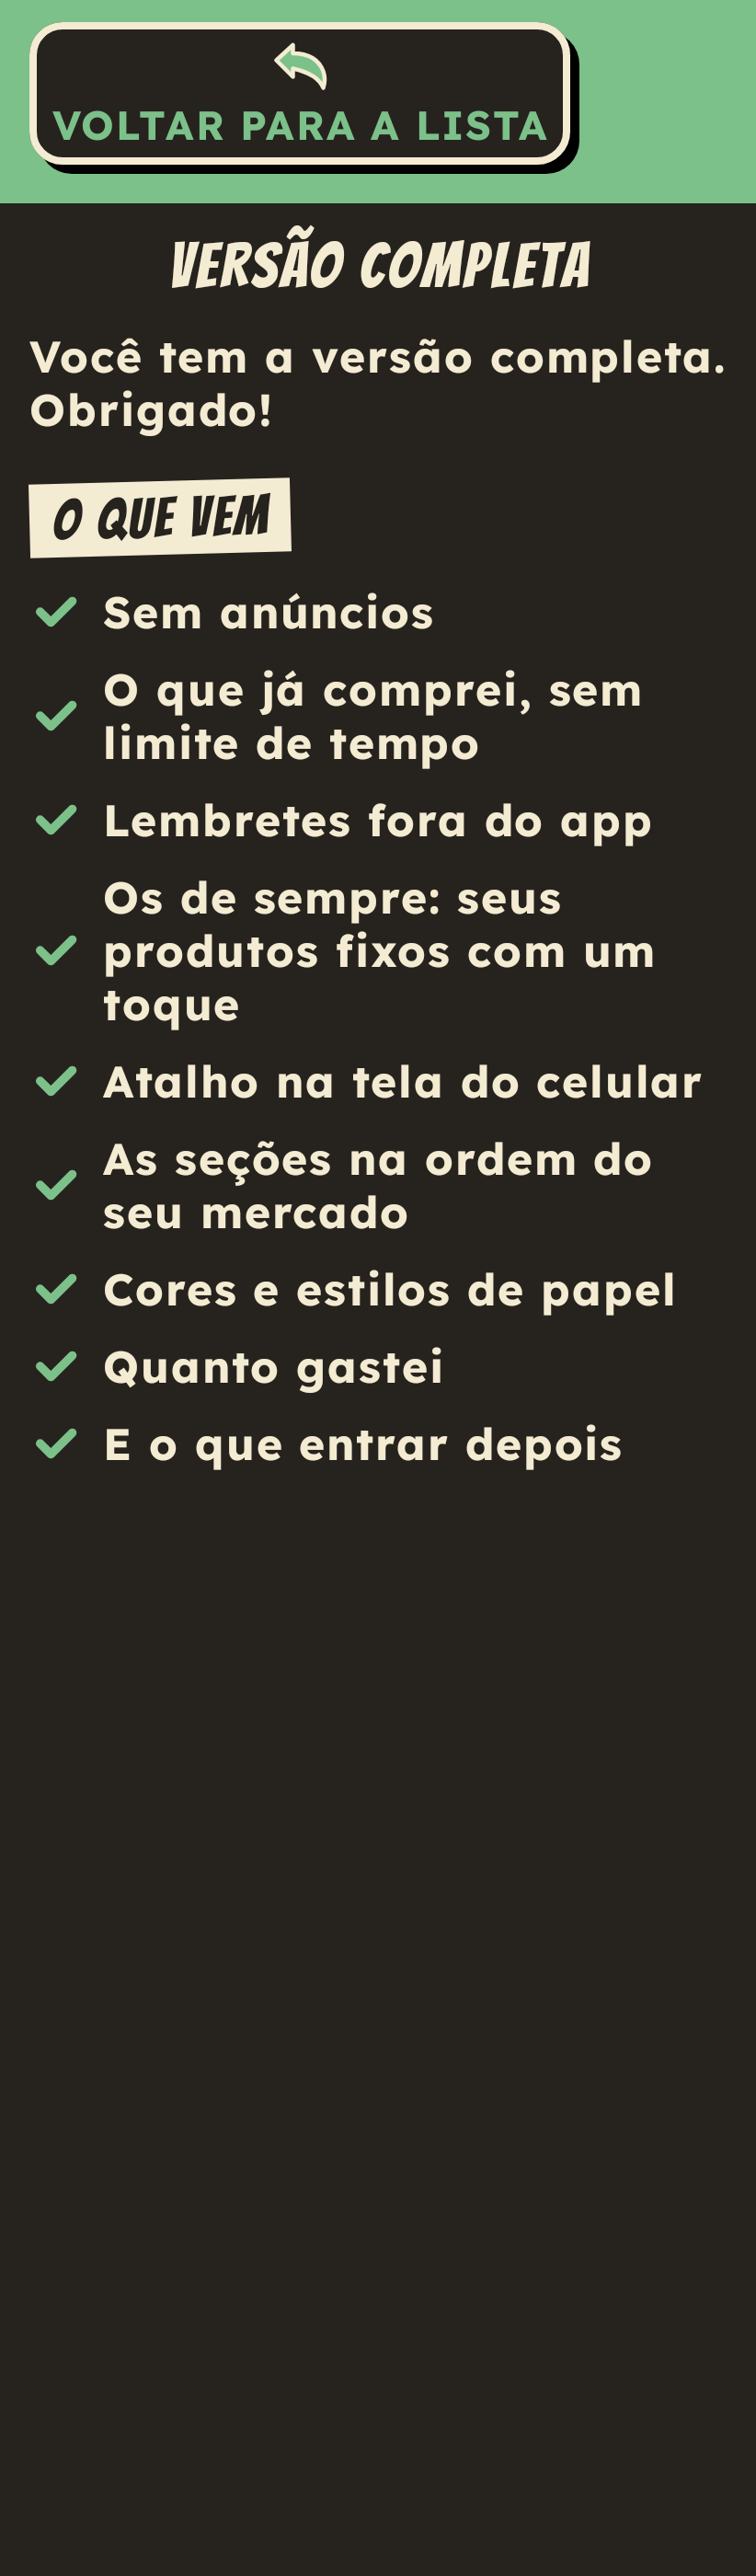 VOLTAR PARA A LISTA
VERSÃO COMPLETA
Você tem a versão completa.
Obrigado!
O QUE VEM
Sem anúncios
O que já comprei, sem
limite de tempo
Lembretes fora do app
Os de sempre: seus
produtos fixos com um
toque
Atalho na tela do celular
As seções na ordem do
seu mercado
Cores e estilos de papel
Quanto gastei
E o que entrar depois